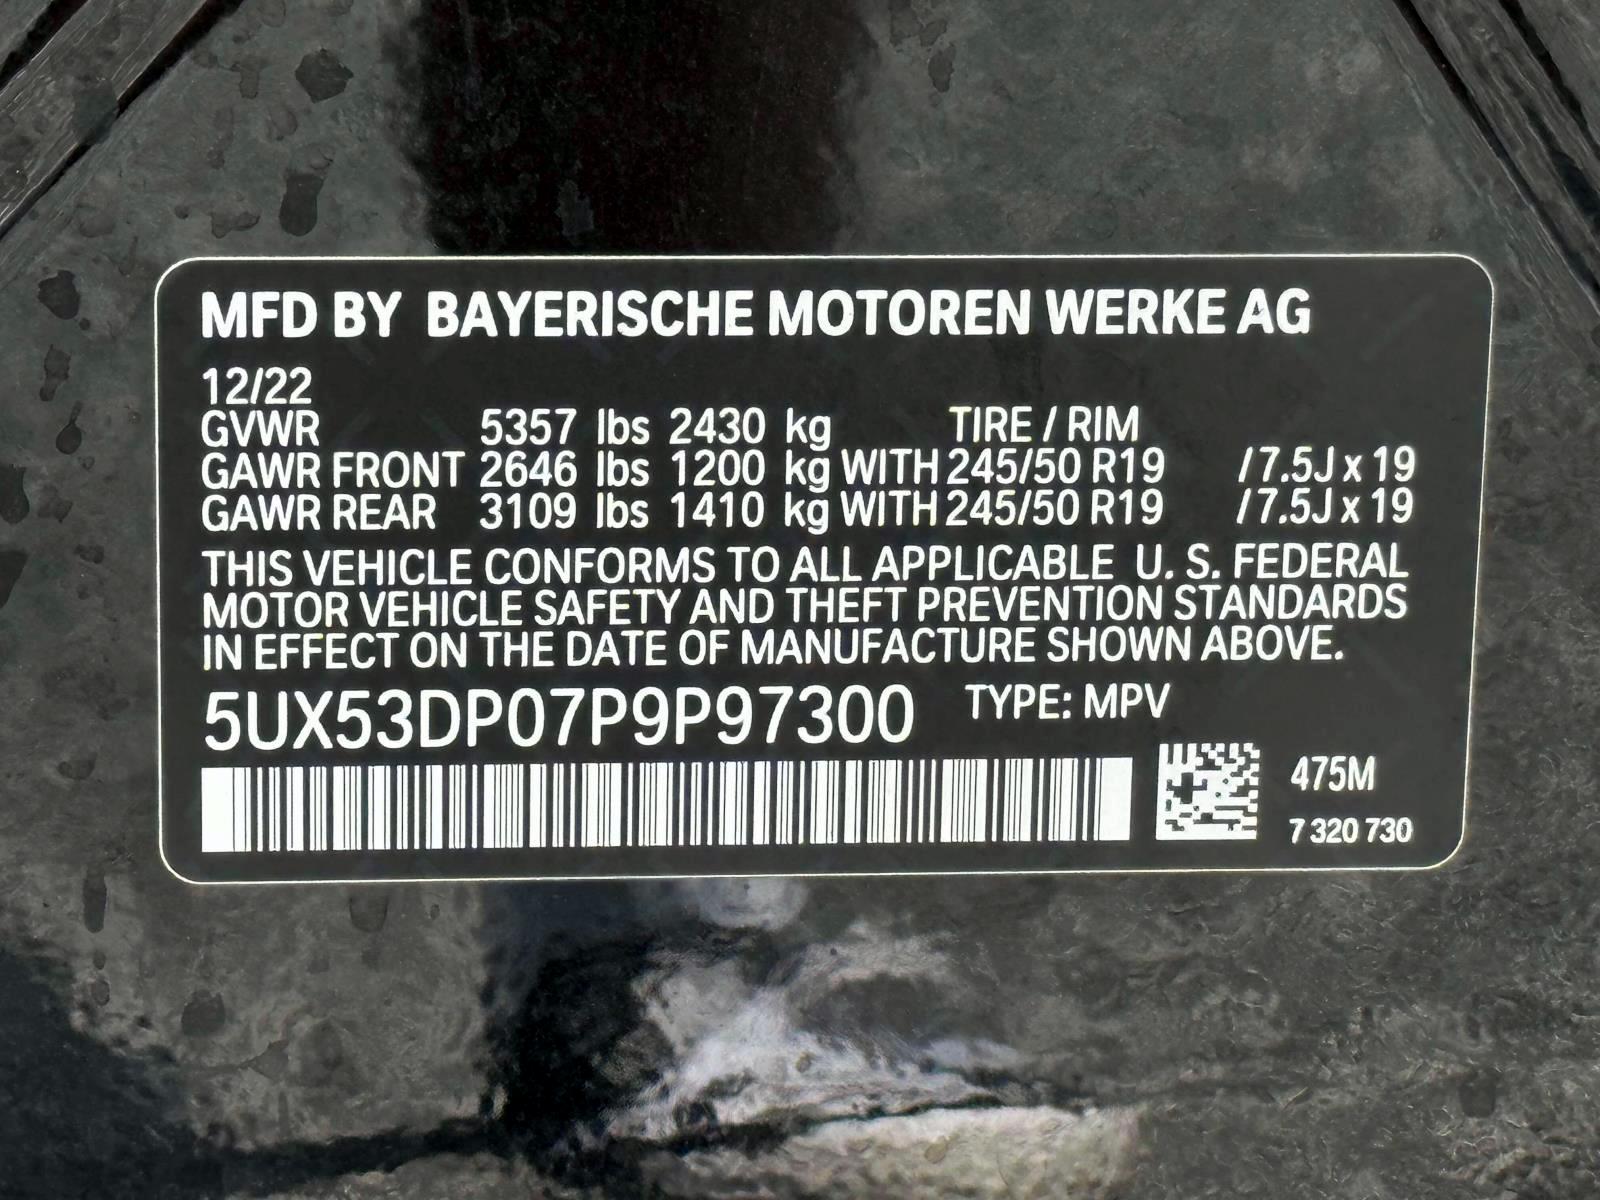 MFD BY BAYERISCHE MOTOREN WERKE AG
12/22
GVWR 5357 lbs 2430 kg TIRE / RIM
GAWR FRONT 2646 lbs 1200 kg WITH 245/50 R19 / 7.5J x 19
GAWR REAR 3109 lbs 1410 kg WITH 245/50 R19 / 7.5J x 19
THIS VEHICLE CONFORMS TO ALL APPLICABLE U. S. FEDERAL
MOTOR VEHICLE SAFETY AND THEFT PREVENTION STANDARDS
IN EFFECT ON THE DATE OF MANUFACTURE SHOWN ABOVE.
5UX53DP07P9P97300 TYPE: MPV
475M
7 320 730